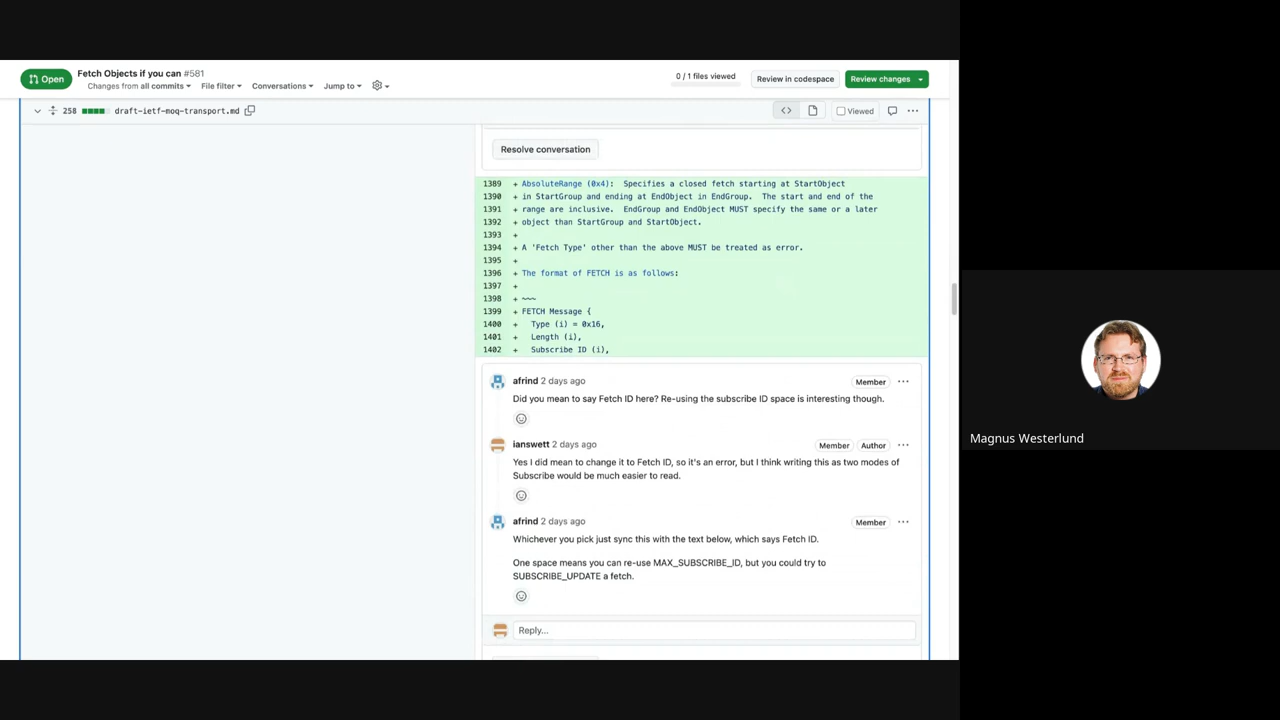 Open
Fetch Objects if you can #581
Changes from all commits File filter Conversations Jump to
0 / 1 files viewed
Review in codespace
Review changes
258 draft-ietf-moq-transport.md
Viewed
Resolve conversation
1389 + AbsoluteRange (0x4): Specifies a closed fetch starting at StartObject
1390 + in StartGroup and ending at EndObject in EndGroup. The start and end of the
1391 + range are inclusive. EndGroup and EndObject MUST specify the same or a later
1392 + object than StartGroup and StartObject.
1393 +
1394 + A 'Fetch Type' other than the above MUST be treated as error.
1395 +
1396 + The format of FETCH is as follows:
1397 +
1398 + ~~~
1399 + FETCH Message {
1400 + Type (i) = 0x16,
1401 + Length (i),
1402 + Subscribe ID (i),
afrind 2 days ago
Member
Did you mean to say Fetch ID here? Re-using the subscribe ID space is interesting though.
ianswett 2 days ago
Member Author
Yes I did mean to change it to Fetch ID, so it's an error, but I think writing this as two modes of
Subscribe would be much easier to read.
afrind 2 days ago
Member
Whichever you pick just sync this with the text below, which says Fetch ID.
One space means you can re-use MAX_SUBSCRIBE_ID, but you could try to
SUBSCRIBE_UPDATE a fetch.
Reply...
Magnus Westerlund